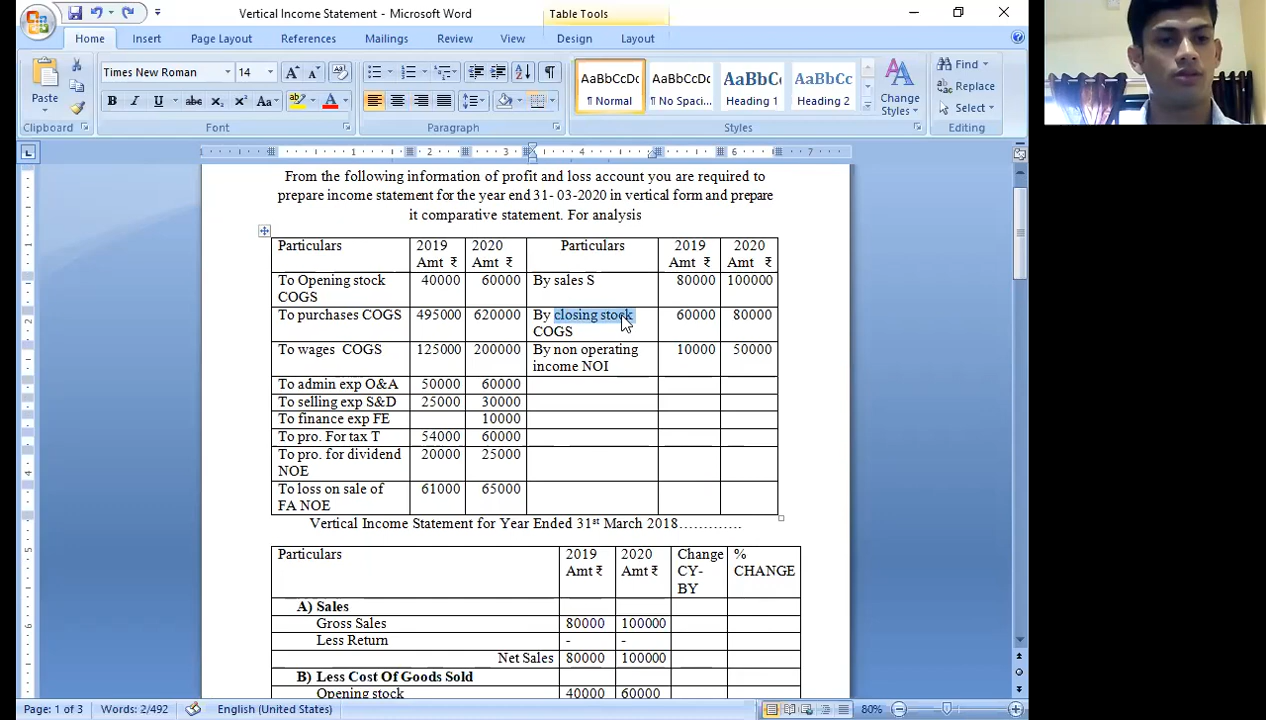 Vertical Income Statement - Microsoft Word
Table Tools
Home Insert Page Layout References Mailings Review View Design Layout
Paste
Clipboard
Times New Roman 14
B I U abc x₂ x² Aa A
Font
Paragraph
AaBbCcDc AaBbCcDc AaBbC AaBbCc
¶ Normal ¶ No Spaci... Heading 1 Heading 2
Change Styles
Styles
Find
Replace
Select
Editing
From the following information of profit and loss account you are required to
prepare income statement for the year end 31- 03-2020 in vertical form and prepare
it comparative statement. For analysis
Particulars 2019 Amt ₹ 2020 Amt ₹ Particulars 2019 Amt ₹ 2020 Amt ₹
To Opening stock COGS 40000 60000 By sales S 80000 100000
To purchases COGS 495000 620000 By closing stock COGS 60000 80000
To wages COGS 125000 200000 By non operating income NOI 10000 50000
To admin exp O&A 50000 60000
To selling exp S&D 25000 30000
To finance exp FE 10000
To pro. For tax T 54000 60000
To pro. for dividend NOE 20000 25000
To loss on sale of FA NOE 61000 65000
Vertical Income Statement for Year Ended 31st March 2018………….
Particulars 2019 Amt ₹ 2020 Amt ₹ Change CY-BY % CHANGE
A) Sales
Gross Sales 80000 100000
Less Return - -
Net Sales 80000 100000
B) Less Cost Of Goods Sold
Opening stock 40000 60000
Page: 1 of 3 Words: 2/492 English (United States) 80%